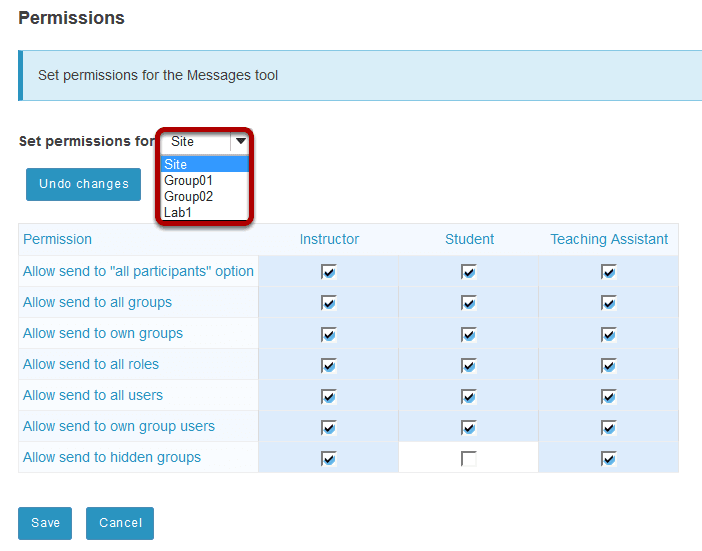 Permissions
Set permissions for the Messages tool
Set permissions for Site
Site
Group01
Group02
Lab1
Undo changes
Permission Instructor Student Teaching Assistant
Allow send to "all participants" option
Allow send to all groups
Allow send to own groups
Allow send to all roles
Allow send to all users
Allow send to own group users
Allow send to hidden groups
Save Cancel